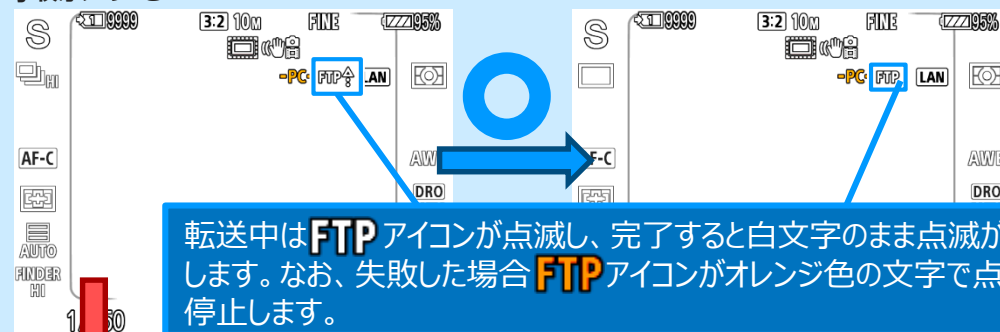 S
1 9999
3:2 10M FINE 95%
HI
-PC- FTP LAN
AF-C
AUTO
FINDER
HI
DRO
S
1 9999
3:2 10M FINE 95%
-PC- FTP LAN
DRO
転送中はFTPアイコンが点滅し、完了すると白文字のまま点滅が
します。なお、失敗した場合FTPアイコンがオレンジ色の文字で点
停止します。